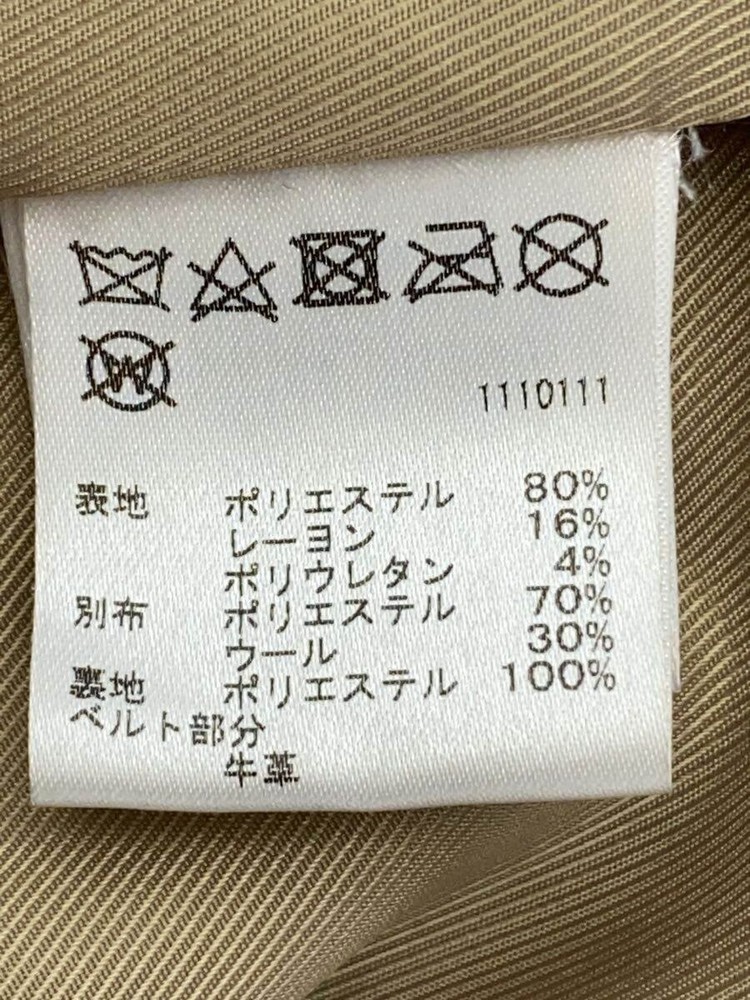 W
1110111
表地 ポリエステル 80%
レーヨン 16%
ポリウレタン 4%
別布 ポリエステル 70%
ウール 30%
裏地 ポリエステル 100%
ベルト部分
牛革